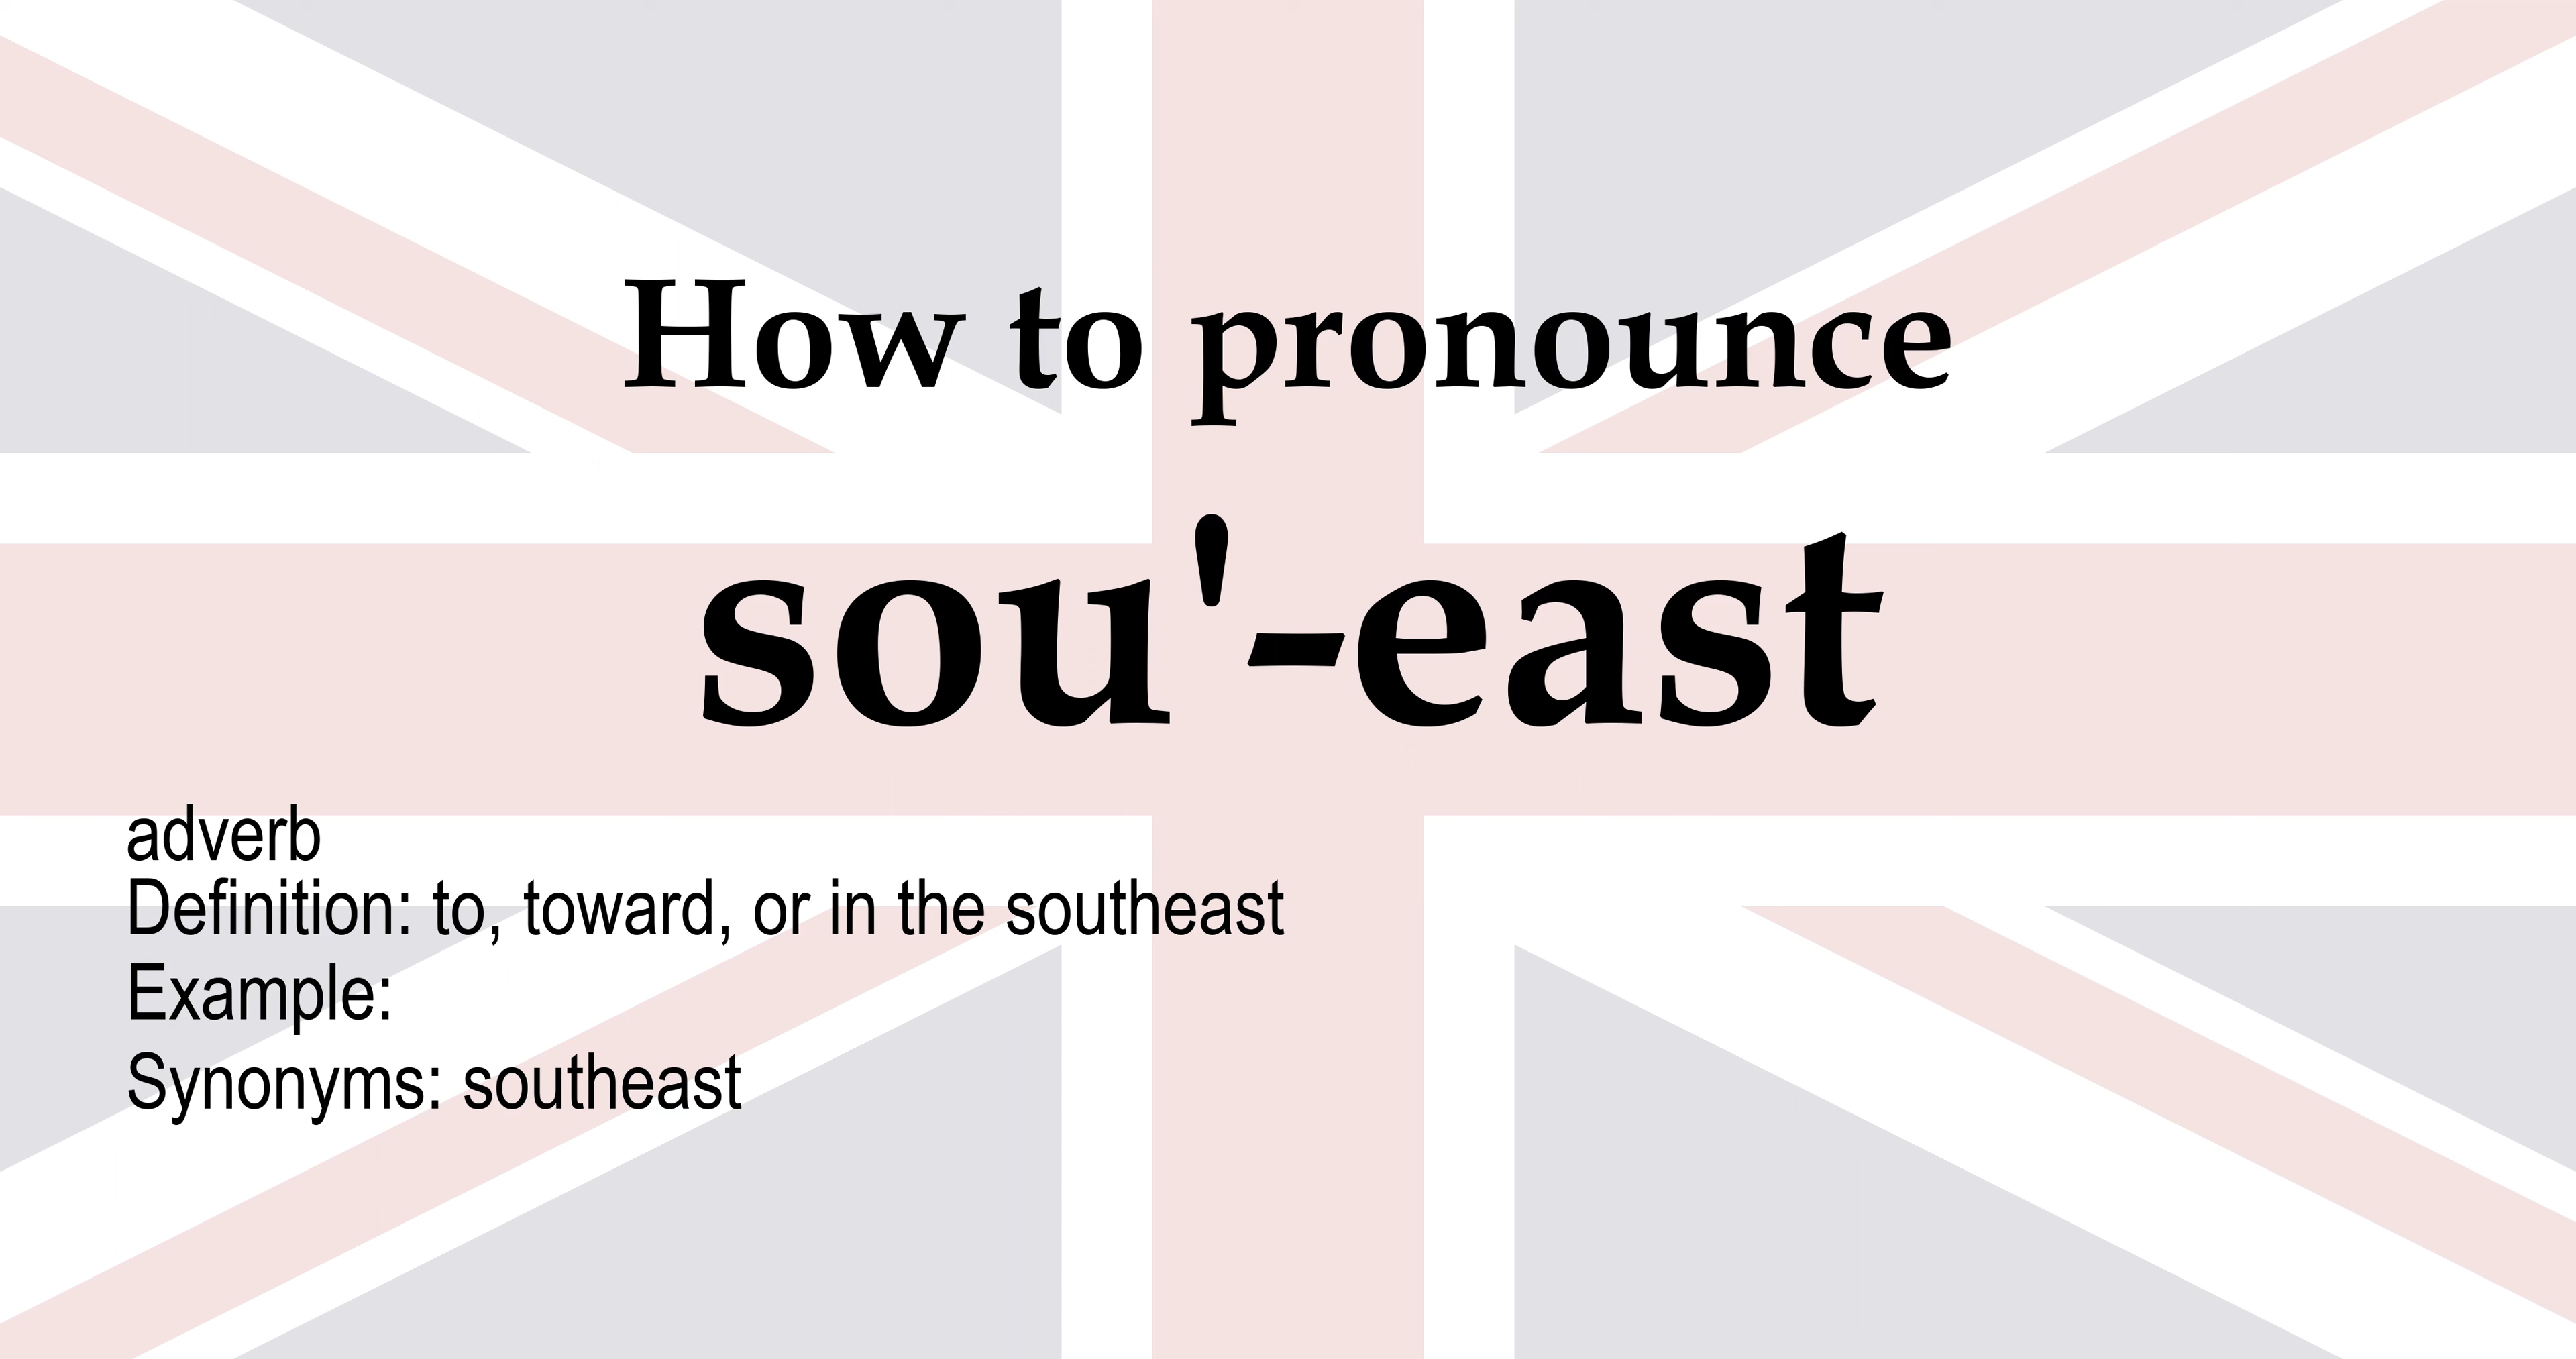 How to pronounce
sou'-east
adverb
Definition: to, toward, or in the southeast
Example:
Synonyms: southeast